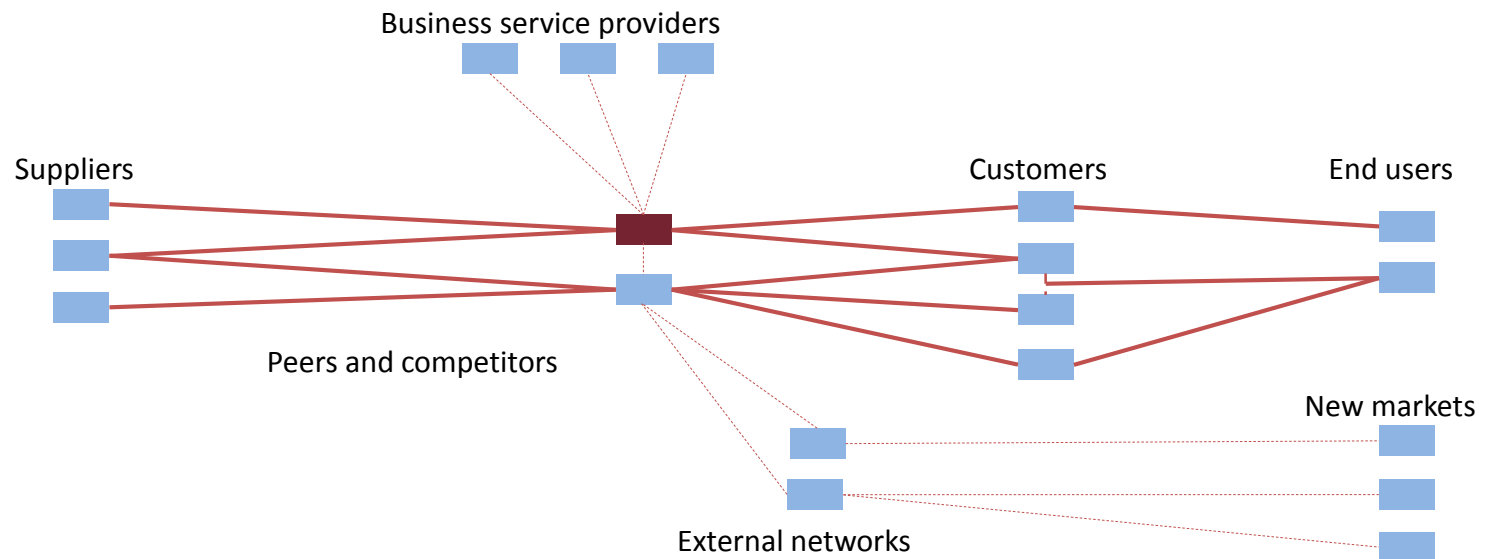 Business service providers
Suppliers
Customers
End users
Peers and competitors
New markets
External networks